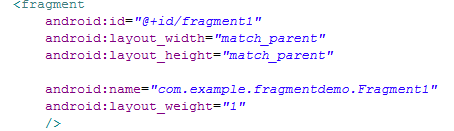 <fragment
android:id="@+id/fragment1"
android:layout_width="match_parent"
android:layout_height="match_parent"
android:name="com.example.fragmentdemo.Fragment1"
android:layout_weight="1"
/>